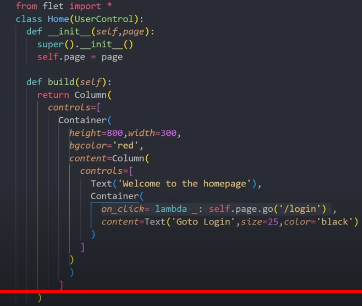 from flet import *
class Home(UserControl):
  def __init__(self,page):
    super().__init__()
    self.page = page

  def build(self):
    return Column(
      controls=[
        Container(
          height=800,width=300,
          bgcolor='red',
          content=Column(
            controls=[
              Text('Welcome to the homepage'),
              Container(
                on_click= lambda _: self.page.go('/login') ,
                content=Text('Goto Login',size=25,color='black')
              )
            ]
          )
          )
        ]
    )